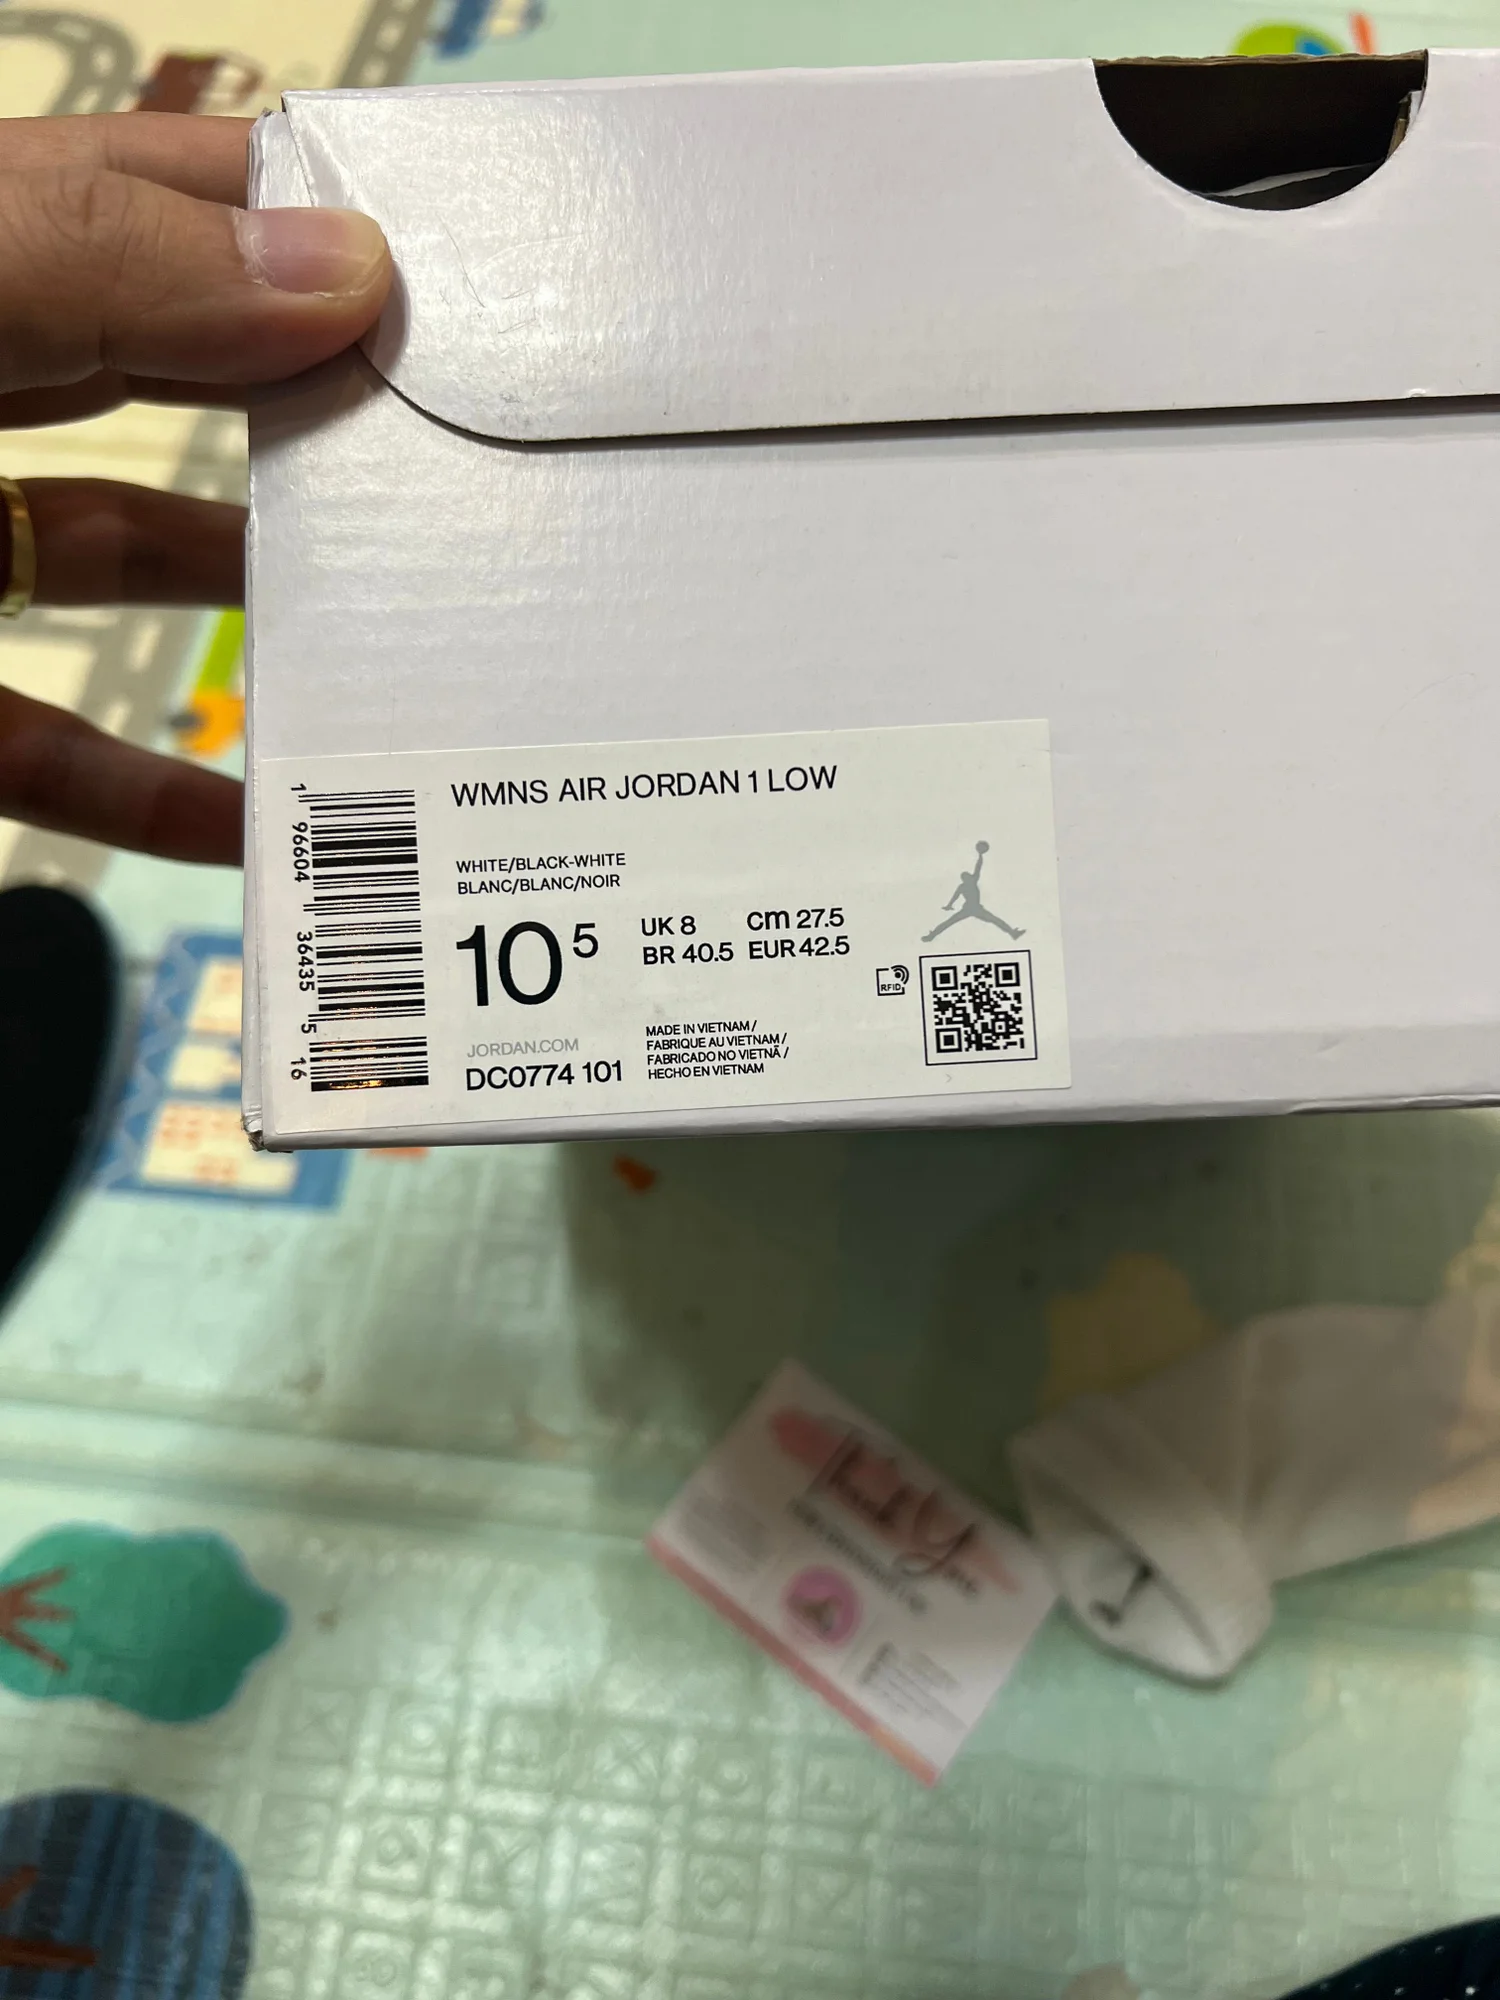 WMNS AIR JORDAN 1 LOW
WHITE/BLACK-WHITE
BLANC/BLANC/NOIR
10 5
UK 8 cm 27.5
BR 40.5 EUR 42.5
RFID
JORDAN.COM
DC0774 101
MADE IN VIETNAM /
FABRIQUE AU VIETNAM /
FABRICADO NO VIETNÃ /
HECHO EN VIETNAM
1 96604 36435 5 16
Thank You